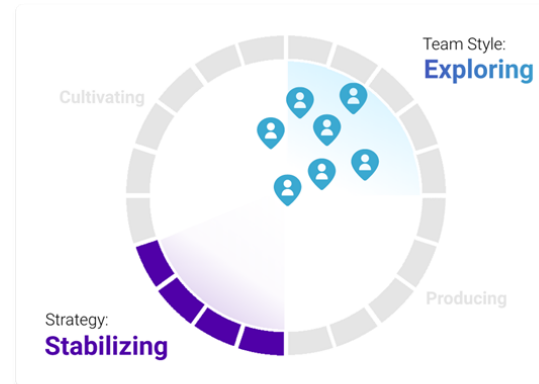 Team Style:
Exploring
Cultivating
Producing
Strategy:
Stabilizing